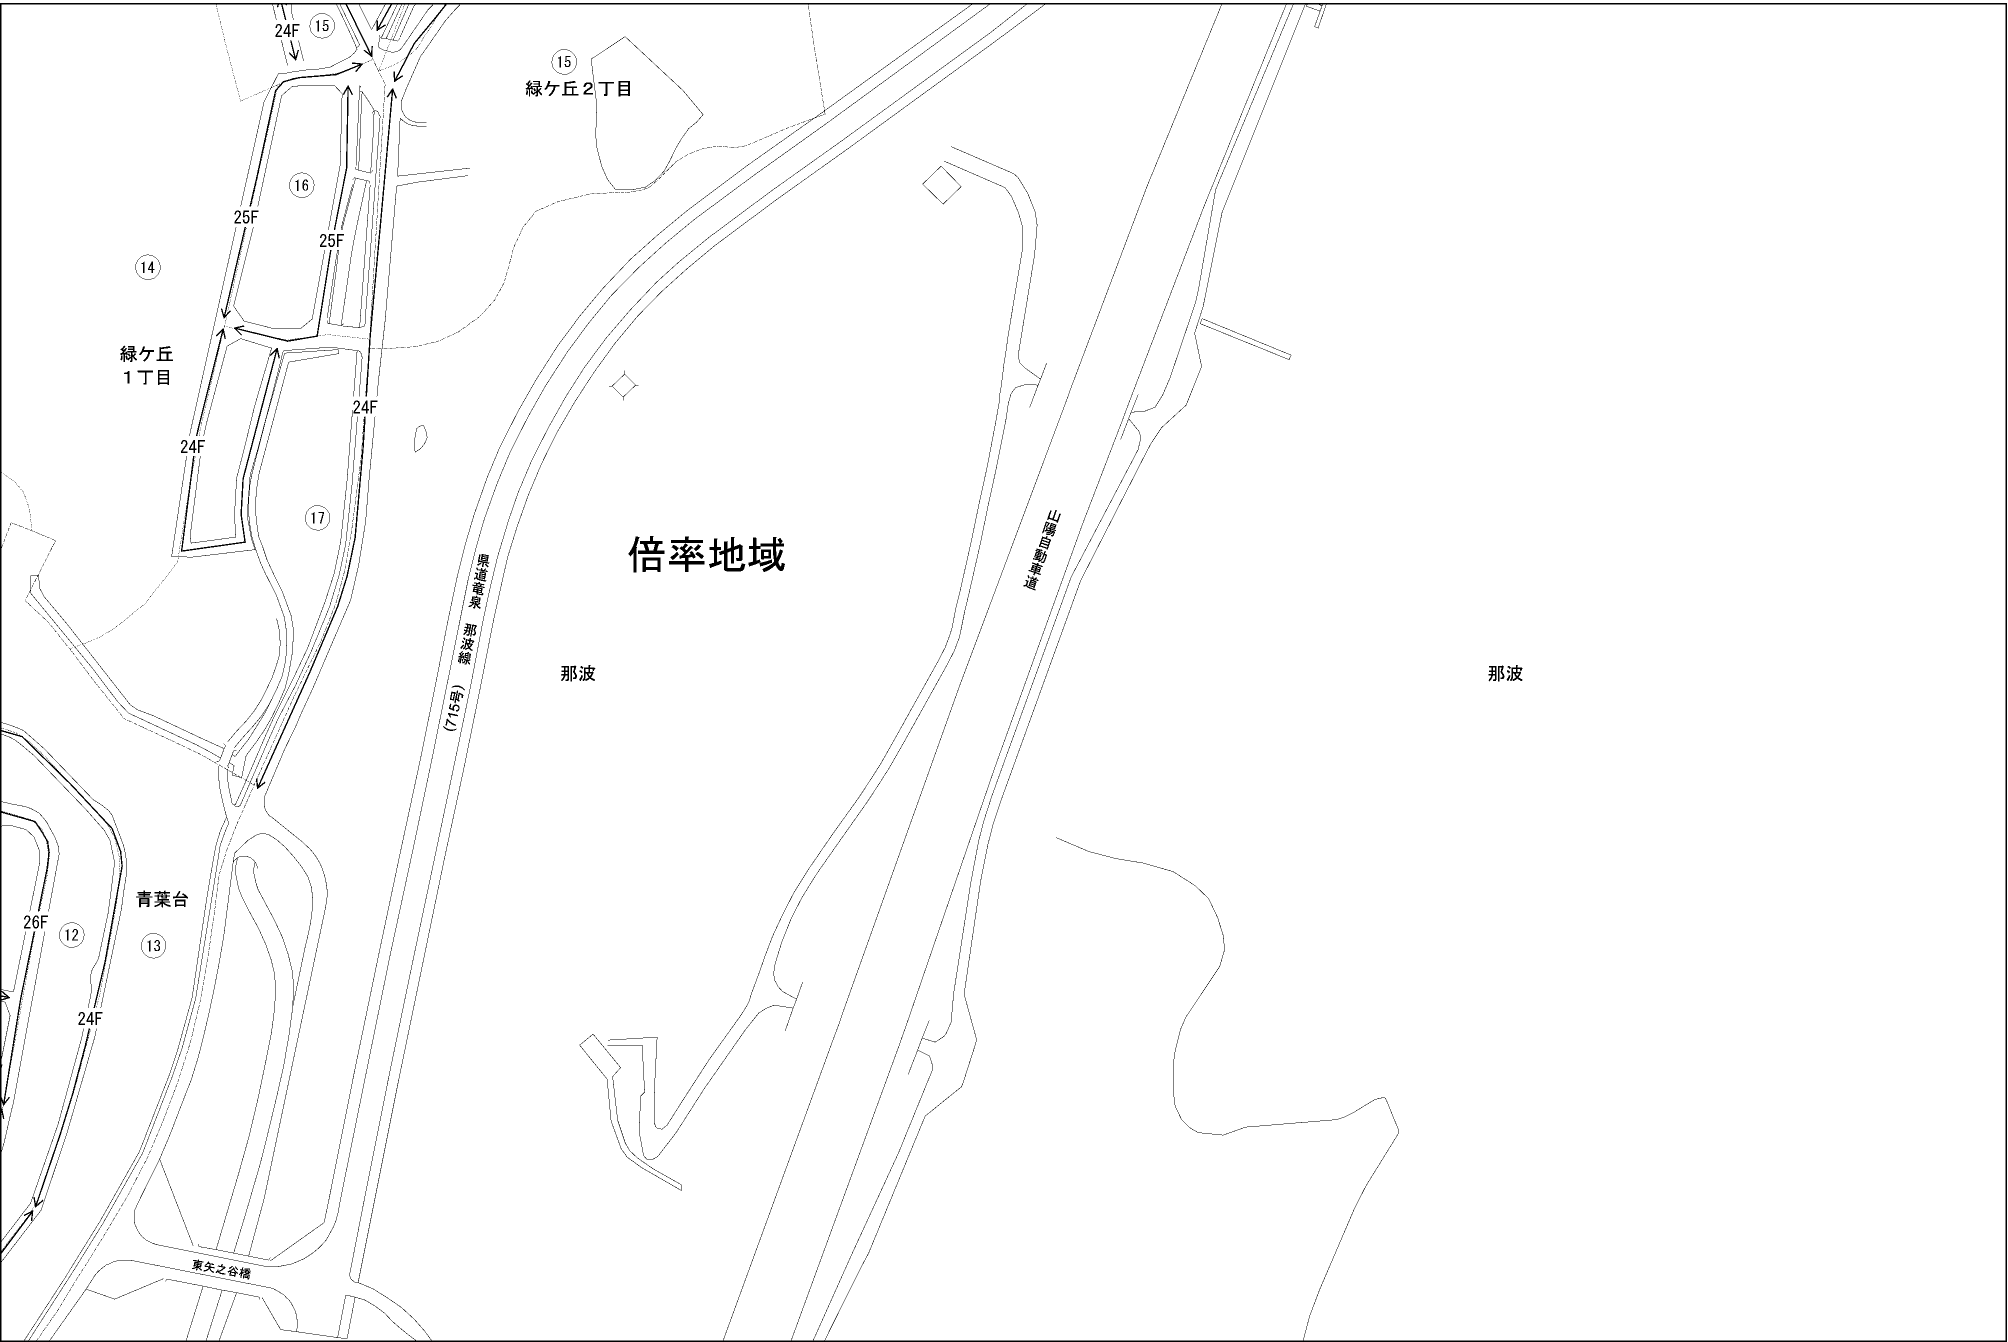 24F
⑮
⑮
緑ケ丘２丁目
⑯
25F
25F
⑭
緑ケ丘
１丁目
24F
24F
⑰
倍率地域
山陽自動車道
県道竜泉 那波線 (715号)
那波
那波
青葉台
26F
⑫
⑬
24F
東矢之谷橋